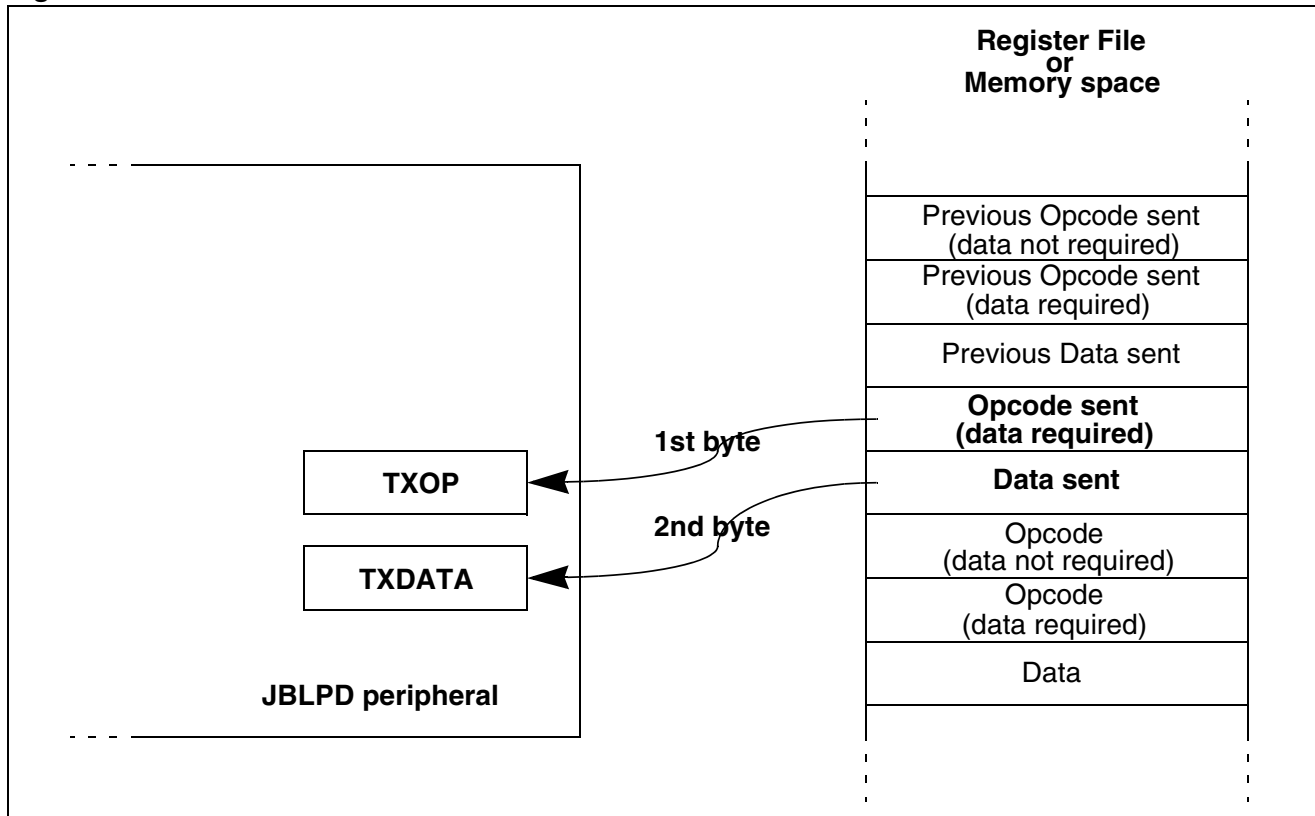 Register File
or
Memory space
Previous Opcode sent
(data not required)
Previous Opcode sent
(data required)
Previous Data sent
Opcode sent
(data required)
1st byte
TXOP
Data sent
2nd byte
Opcode
(data not required)
TXDATA
Opcode
(data required)
Data
JBLPD peripheral